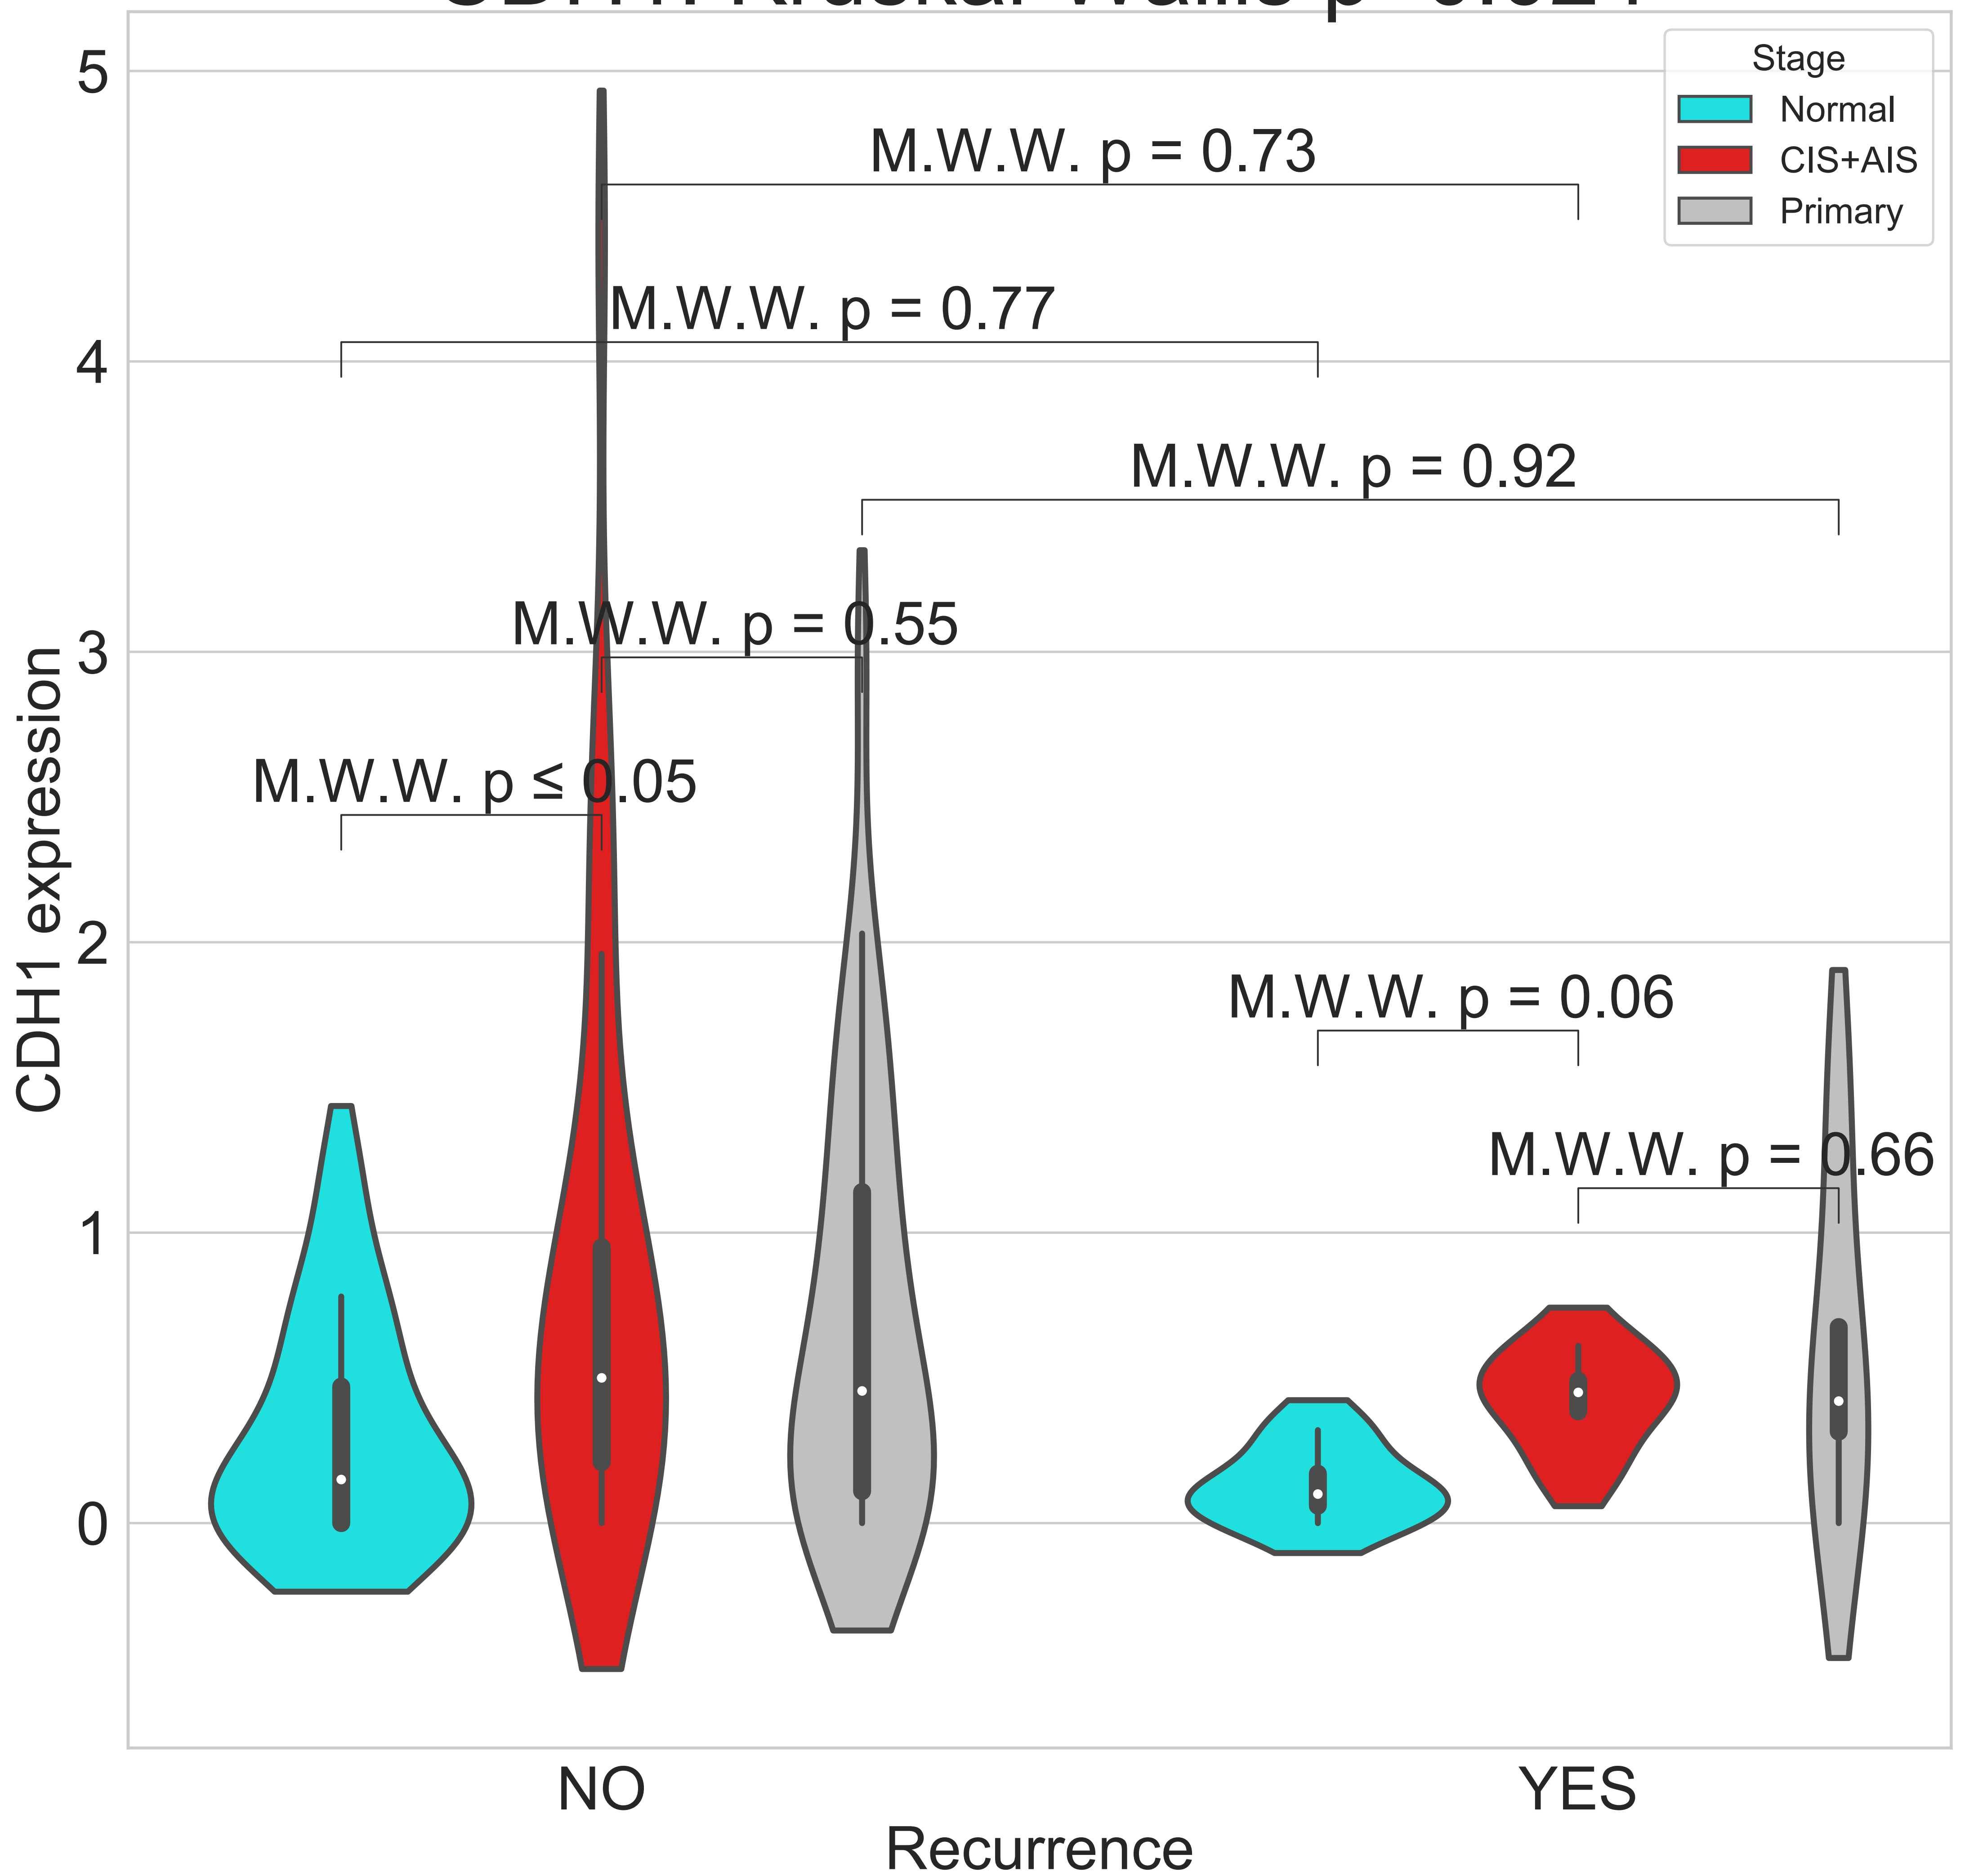 Stage
Normal
CIS+AIS
Primary
5
4
3
2
1
0
CDH1 expression
M.W.W. p = 0.73
M.W.W. p = 0.77
M.W.W. p = 0.92
M.W.W. p = 0.55
M.W.W. p ≤ 0.05
M.W.W. p = 0.06
M.W.W. p = 0.66
NO
YES
Recurrence